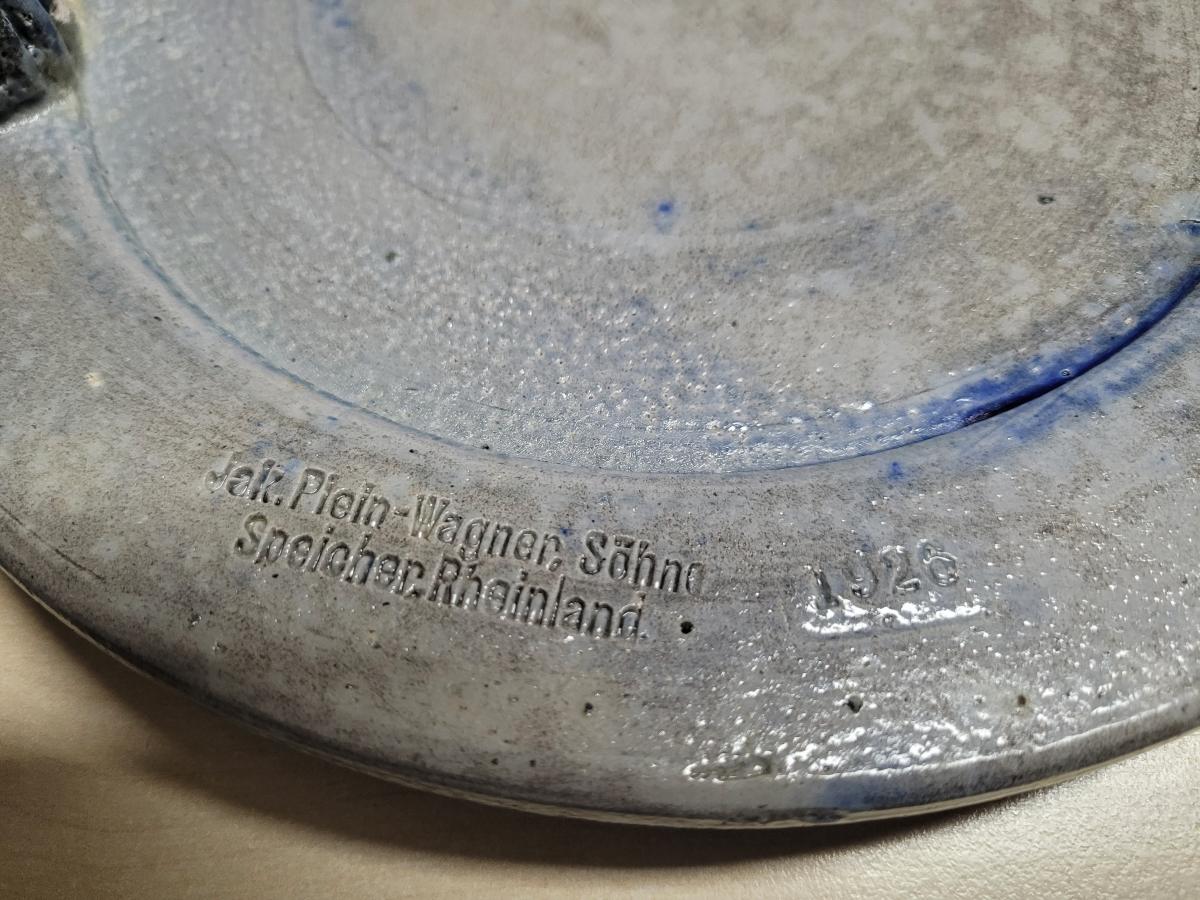 Jak. Plein-Wagner, Söhne
Speicher, Rheinland.
1926